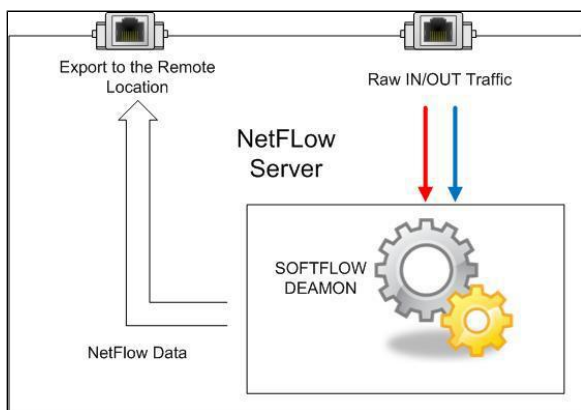 Export to the Remote
Location
Raw IN/OUT Traffic
NetFLow
Server
SOFTFLOW
DEAMON
NetFlow Data